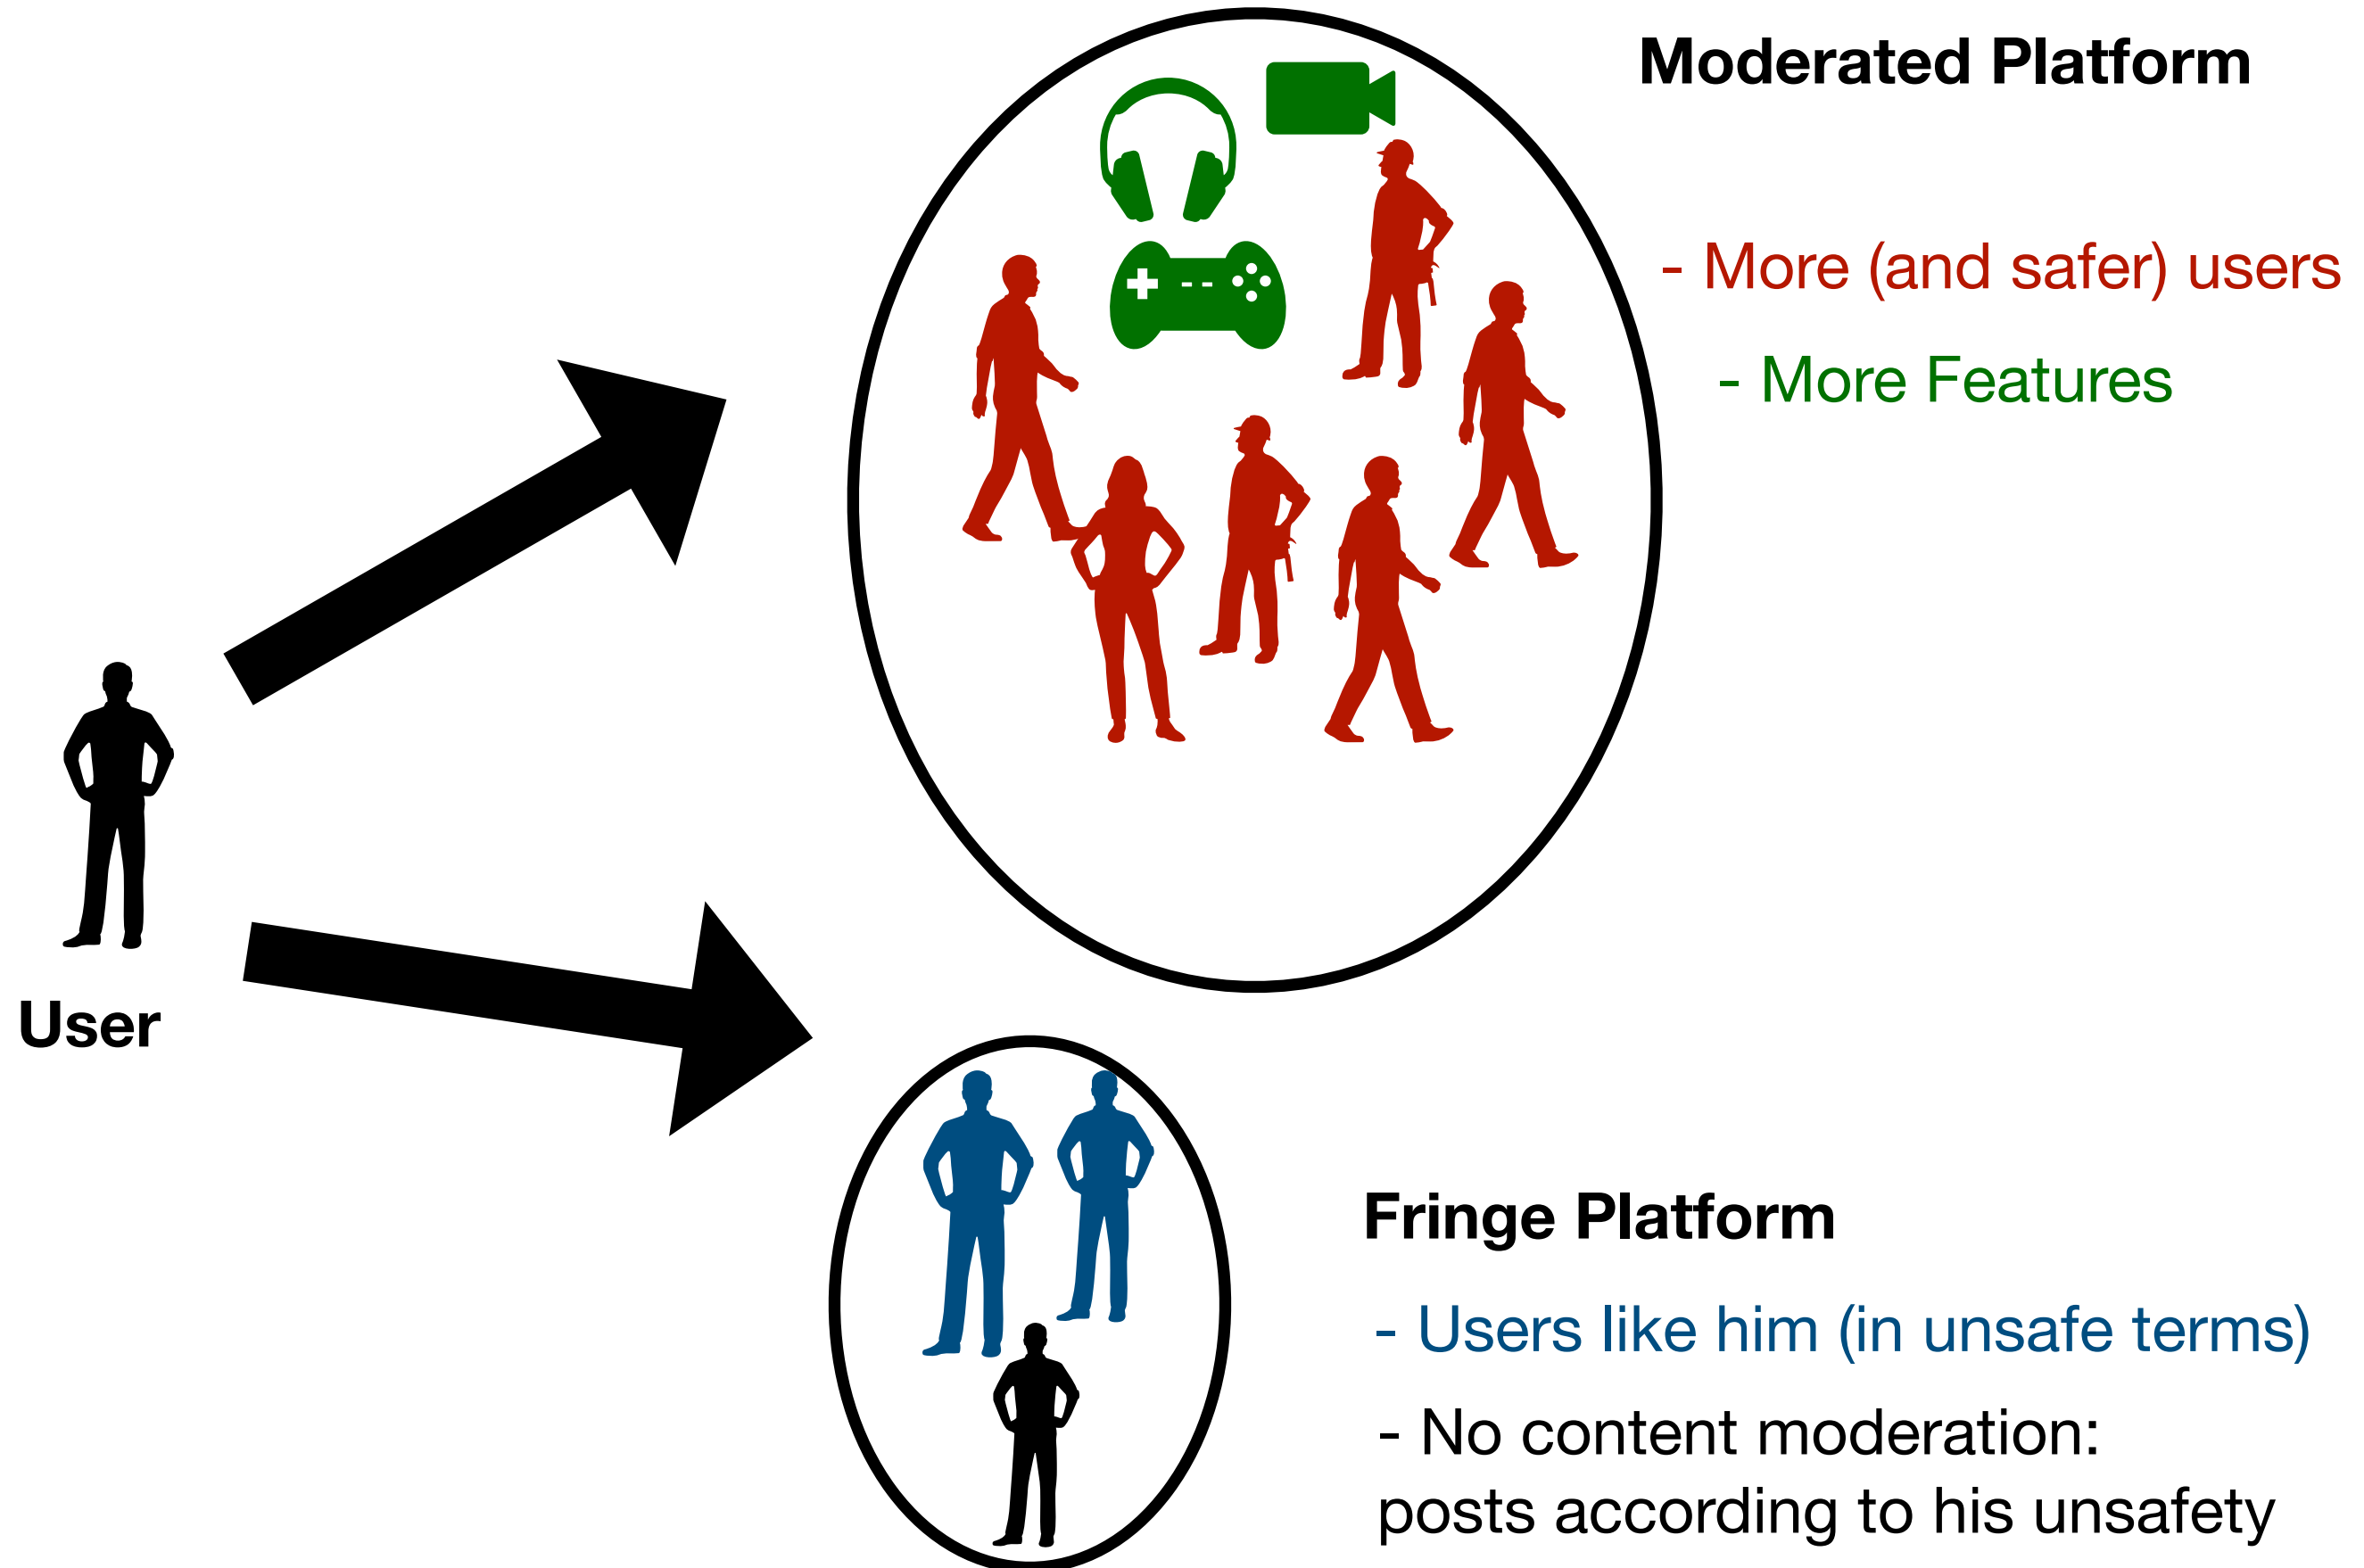 Moderated Platform
- More (and safer) users
- More Features
User
Fringe Platform
- Users like him (in unsafe terms)
- No content moderation:
posts according to his unsafety